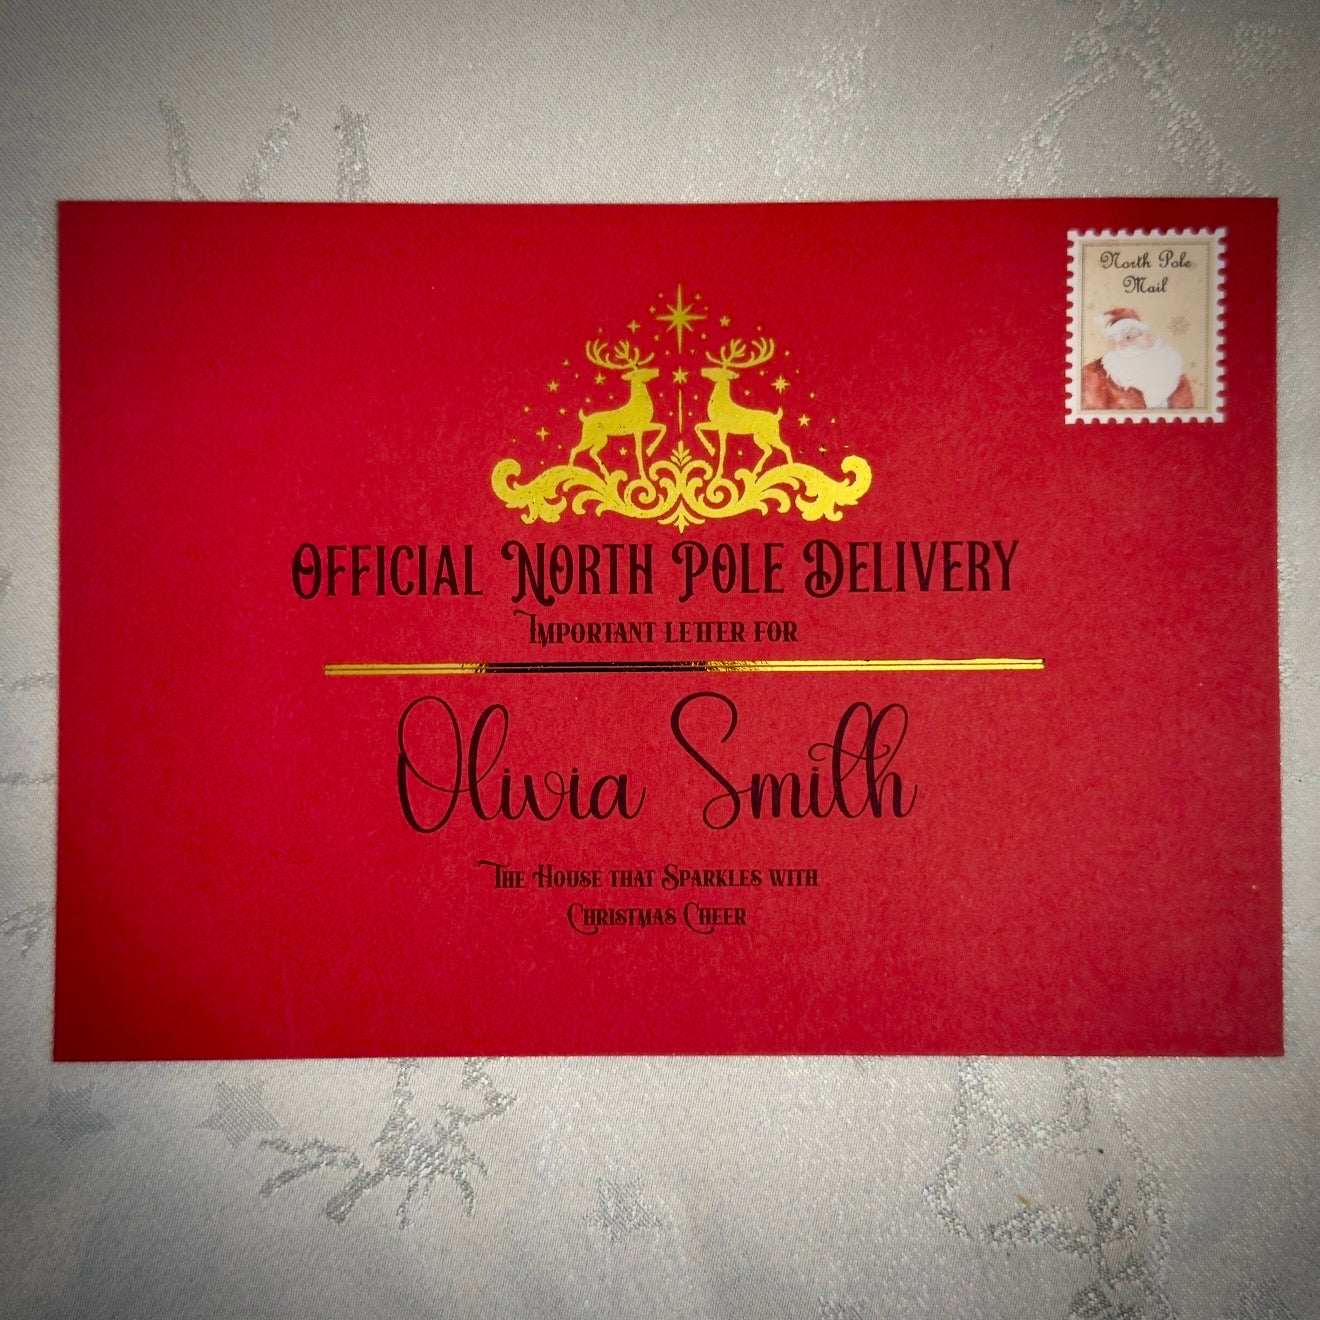 North Pole
Mail
Official North Pole Delivery
Important letter for
Olivia Smith
The House that Sparkles with
Christmas Cheer